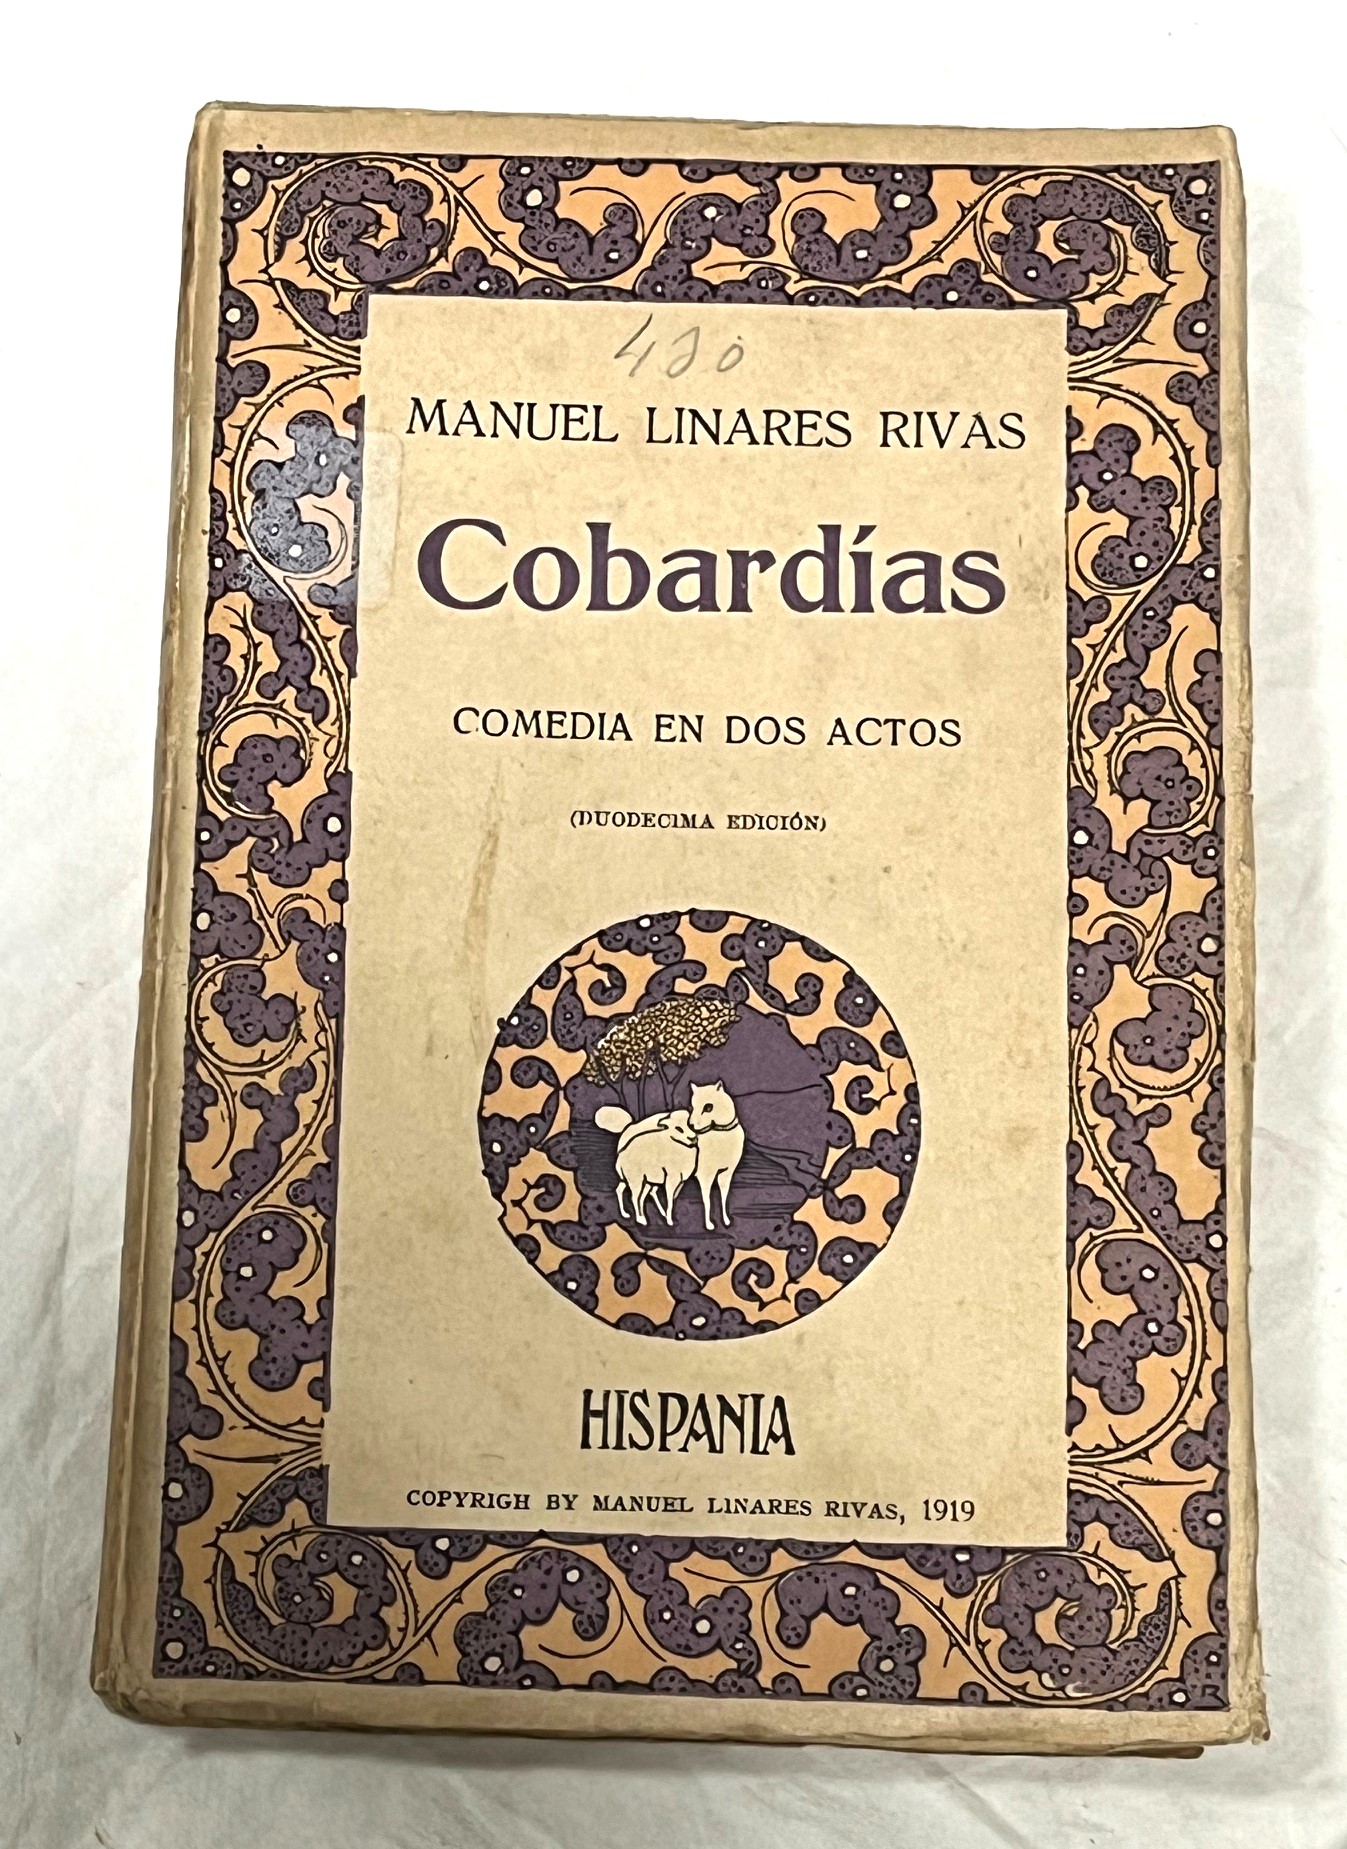 420
MANUEL LINARES RIVAS
Cobardías
COMEDIA EN DOS ACTOS
(DUODECIMA EDICIÓN)
HISPANIA
COPYRIGH BY MANUEL LINARES RIVAS, 1919
R